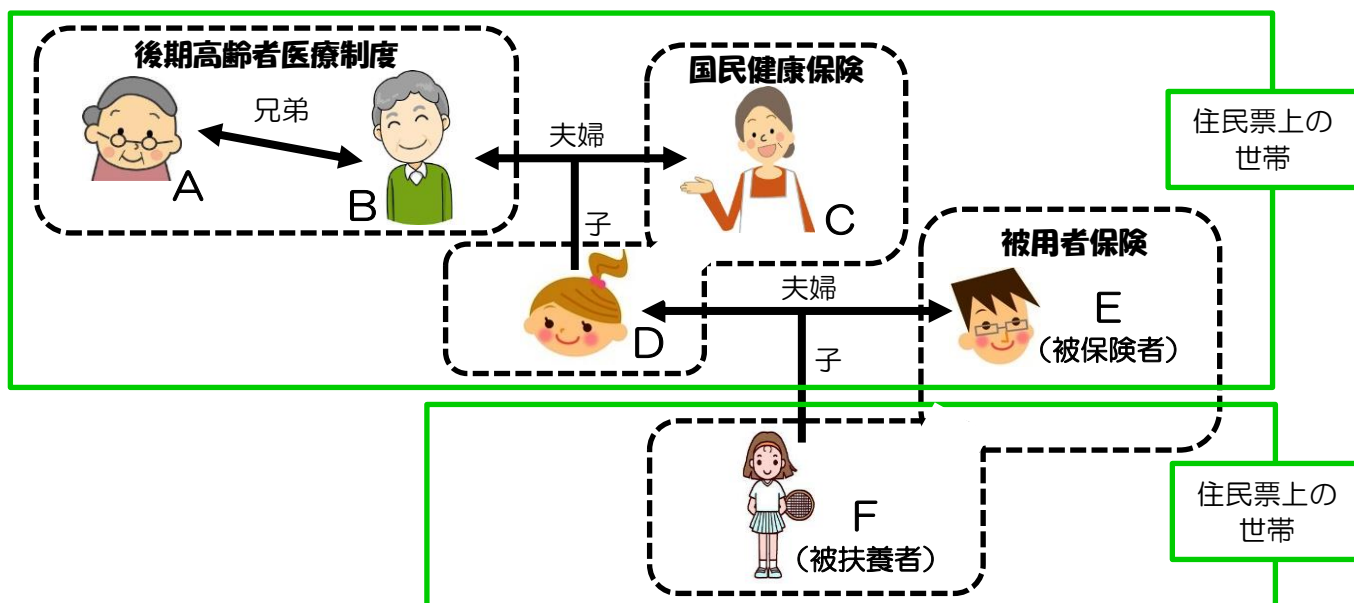 後期高齢者医療制度
国民健康保険
兄弟
夫婦
住民票上の
世帯
A
B
C
子
被用者保険
夫婦
D
E
(被保険者)
子
F
(被扶養者)
住民票上の
世帯